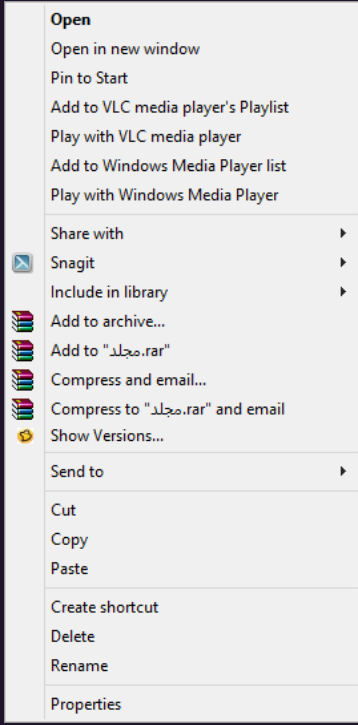 Open
Open in new window
Pin to Start
Add to VLC media player's Playlist
Play with VLC media player
Add to Windows Media Player list
Play with Windows Media Player
Share with
Snagit
Include in library
Add to archive...
Add to "مجلد.rar"
Compress and email...
Compress to "مجلد.rar" and email
Show Versions...
Send to
Cut
Copy
Paste
Create shortcut
Delete
Rename
Properties